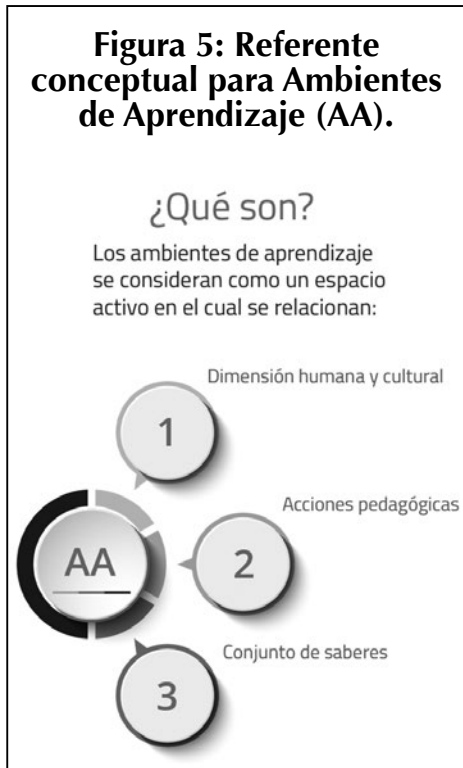 Figura 5: Referente
conceptual para Ambientes
de Aprendizaje (AA).
¿Qué son?
Los ambientes de aprendizaje
se consideran como un espacio
activo en el cual se relacionan:
Dimensión humana y cultural
1
Acciones pedagógicas
AA
2
Conjunto de saberes
3